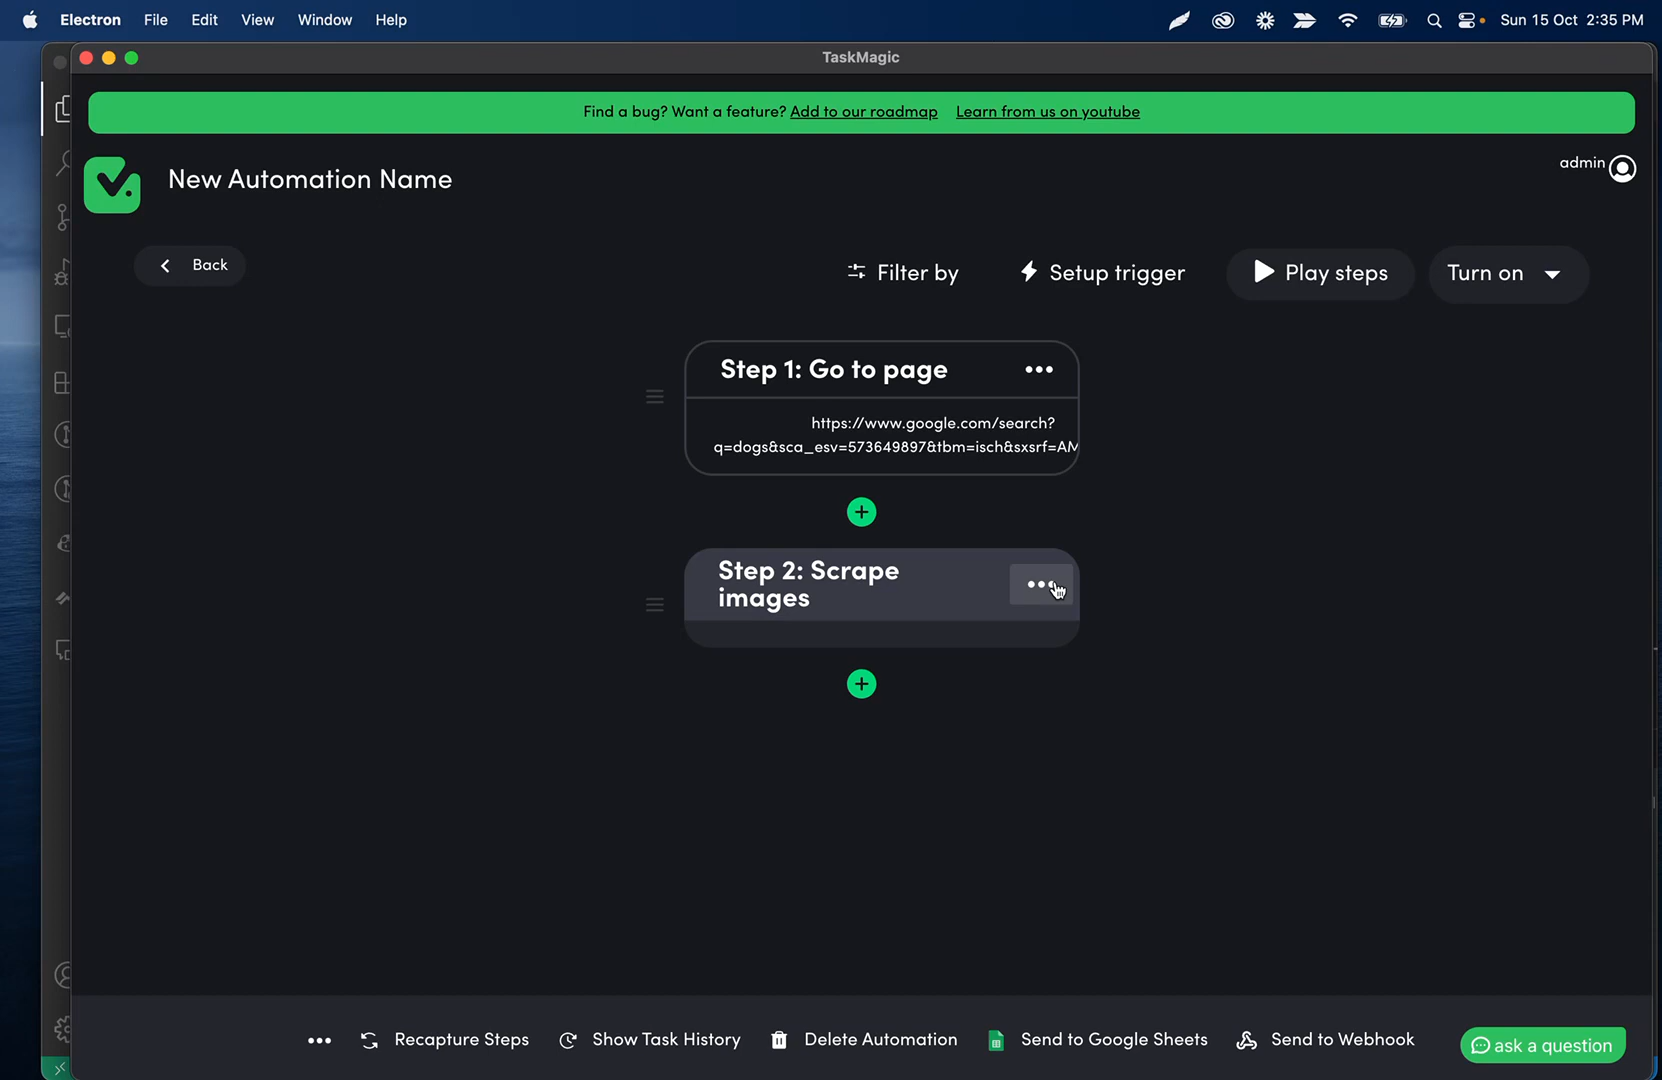 Electron File Edit View Window Help
Sun 15 Oct 2:35 PM
TaskMagic
Find a bug? Want a feature? Add to our roadmap Learn from us on youtube
New Automation Name
admin
Back
Filter by
Setup trigger
Play steps
Turn on
Step 1: Go to page
https://www.google.com/search?
q=dogs&sca_esv=573649897&tbm=isch&sxsrf=AM
Step 2: Scrape
images
Recapture Steps
Show Task History
Delete Automation
Send to Google Sheets
Send to Webhook
ask a question